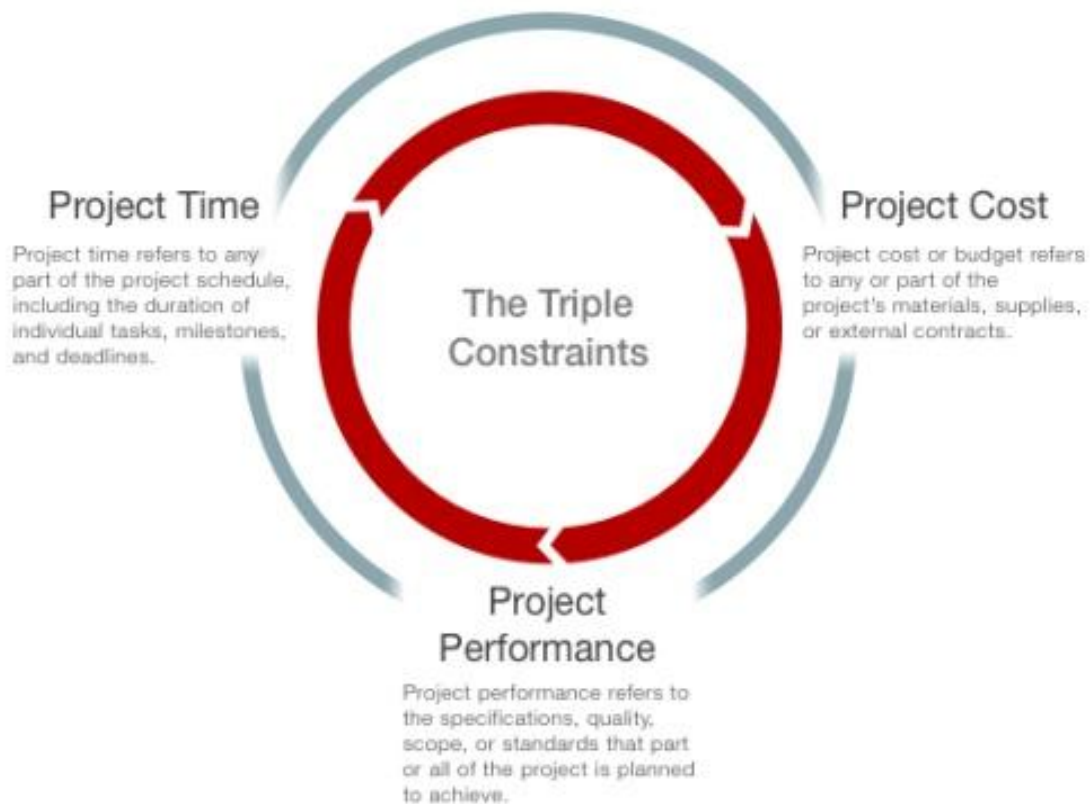 Project Time
Project time refers to any
part of the project schedule,
including the duration of
individual tasks, milestones,
and deadlines.
Project Cost
Project cost or budget refers
to any or part of the
project's materials, supplies,
or external contracts.
The Triple
Constraints
Project
Performance
Project performance refers to
the specifications, quality,
scope, or standards that part
or all of the project is planned
to achieve.